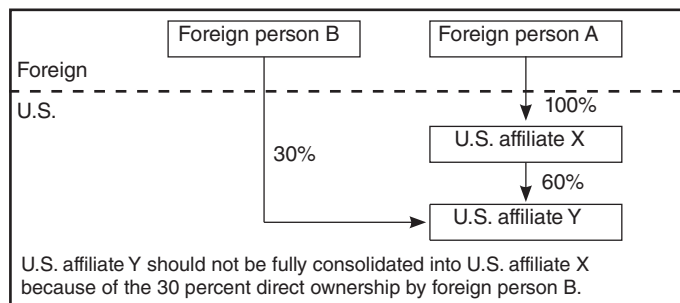 Foreign person B
Foreign person A
Foreign
U.S.
100%
U.S. affiliate X
30%
60%
U.S. affiliate Y
U.S. affiliate Y should not be fully consolidated into U.S. affiliate X
because of the 30 percent direct ownership by foreign person B.